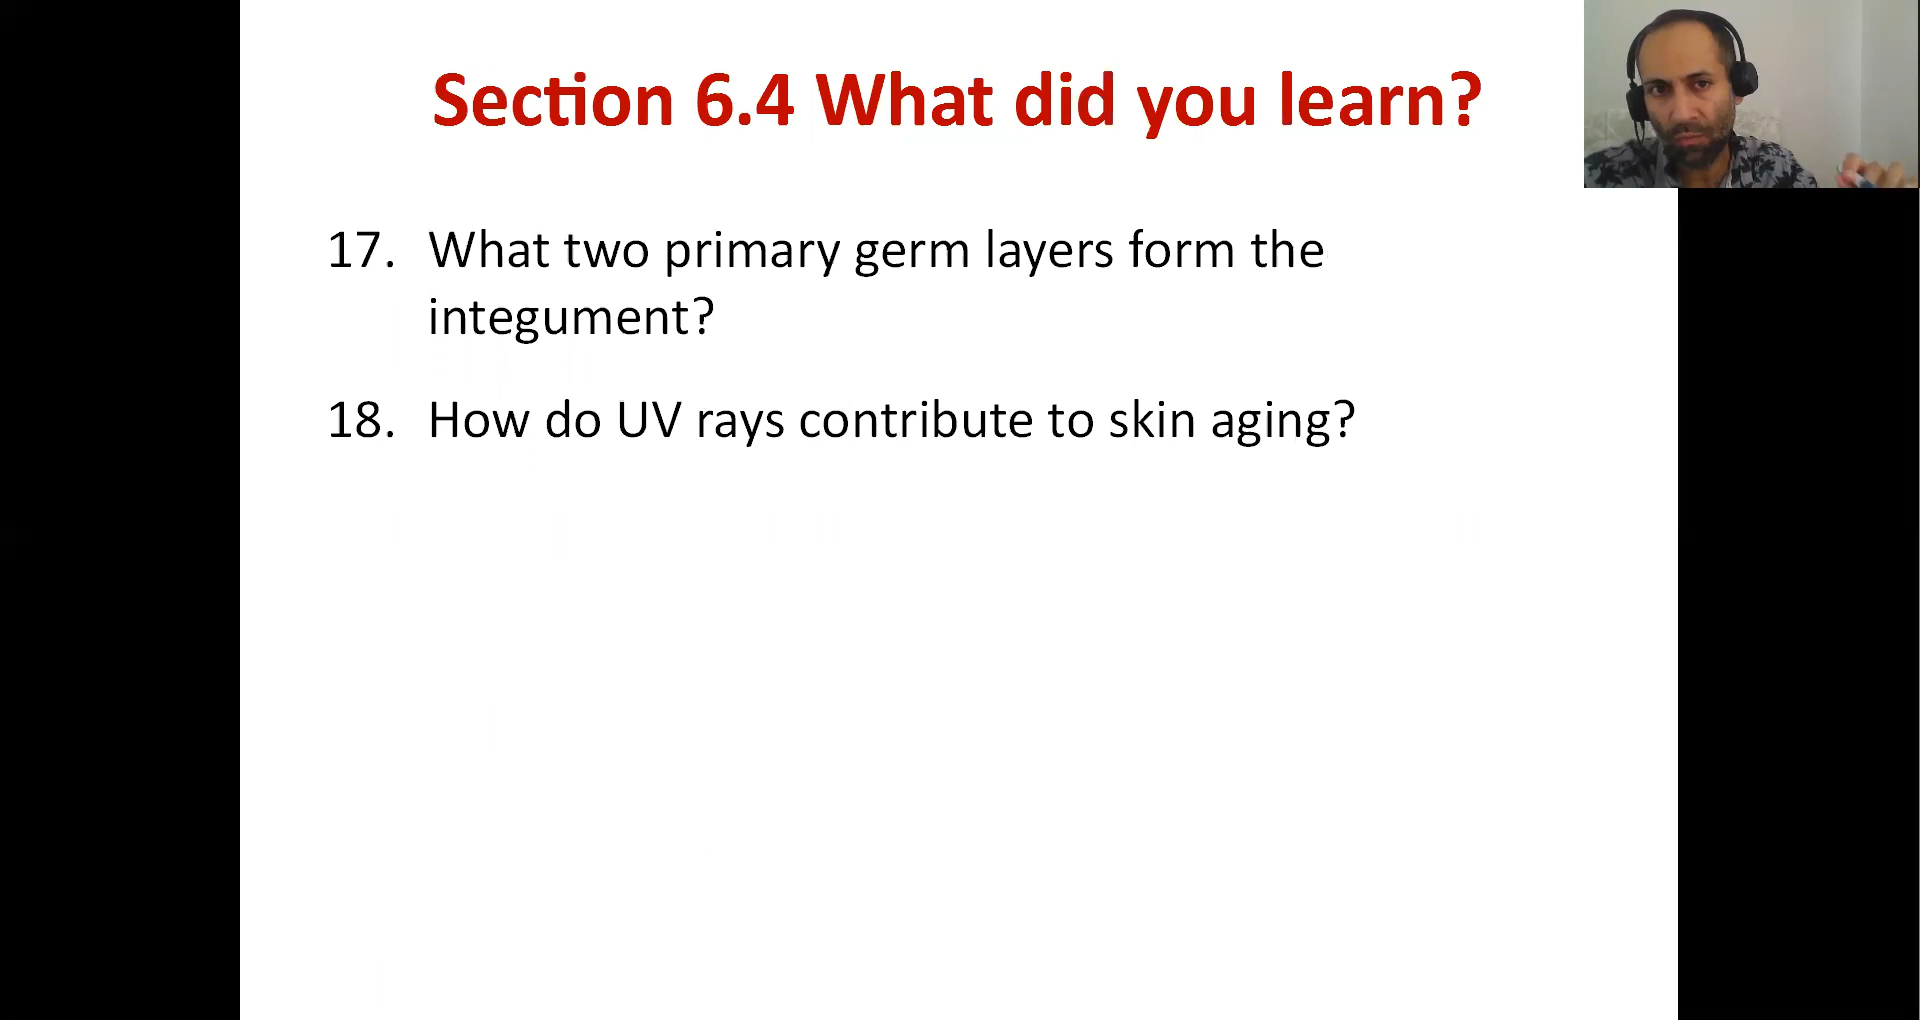 Section 6.4 What did you learn?
17. What two primary germ layers form the
integument?
18. How do UV rays contribute to skin aging?